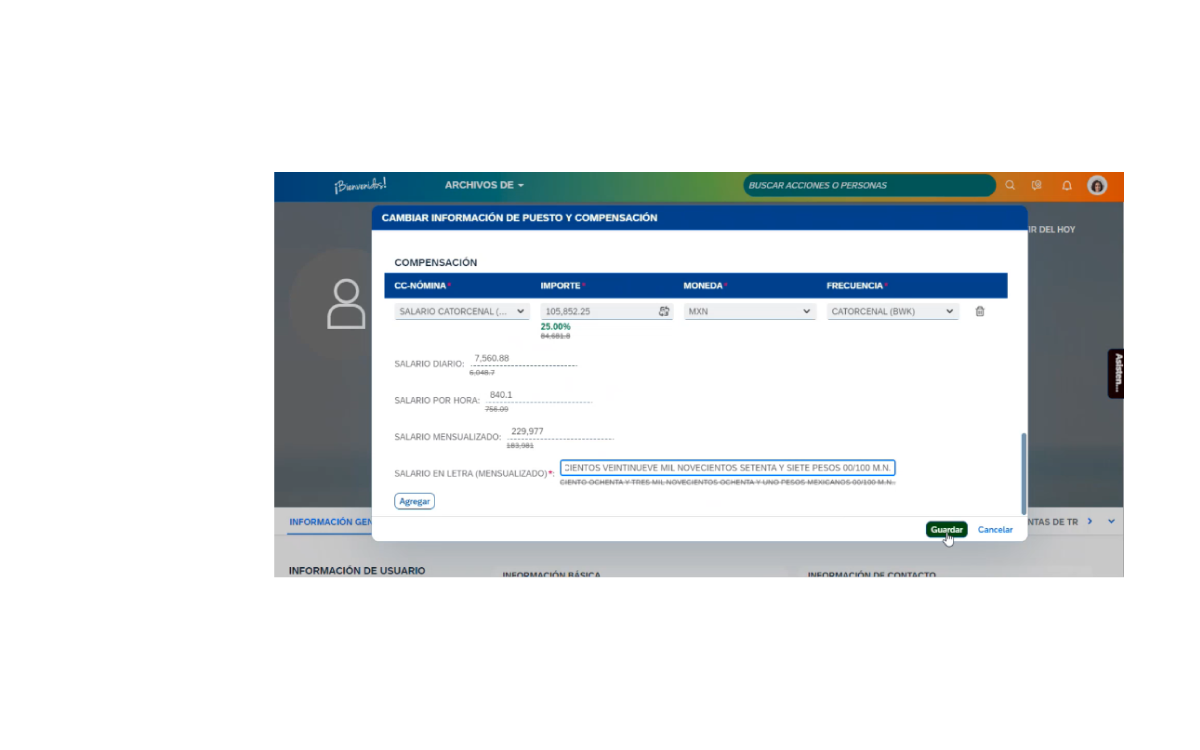 ¡Bienvenid@s!
ARCHIVOS DE
BUSCAR ACCIONES O PERSONAS
CAMBIAR INFORMACIÓN DE PUESTO Y COMPENSACIÓN
IR DEL HOY
COMPENSACIÓN
CC-NÓMINA* IMPORTE* MONEDA* FRECUENCIA*
SALARIO CATORCENAL (... 105,852.25 MXN CATORCENAL (BWK)
25.00%
84,681.8
SALARIO DIARIO: 7,560.88
6,048.7
SALARIO POR HORA: 840.1
756.09
SALARIO MENSUALIZADO: 229,977
183,981
SALARIO EN LETRA (MENSUALIZADO)*: CIENTOS VEINTINUEVE MIL NOVECIENTOS SETENTA Y SIETE PESOS 00/100 M.N.
CIENTO OCHENTA Y TRES MIL NOVECIENTOS OCHENTA Y UNO PESOS MEXICANOS 00/100 M.N.
Agregar
Guardar Cancelar
INFORMACIÓN GEN NTAS DE TR
INFORMACIÓN DE USUARIO INFORMACIÓN BÁSICA INFORMACIÓN DE CONTACTO
Asisten...